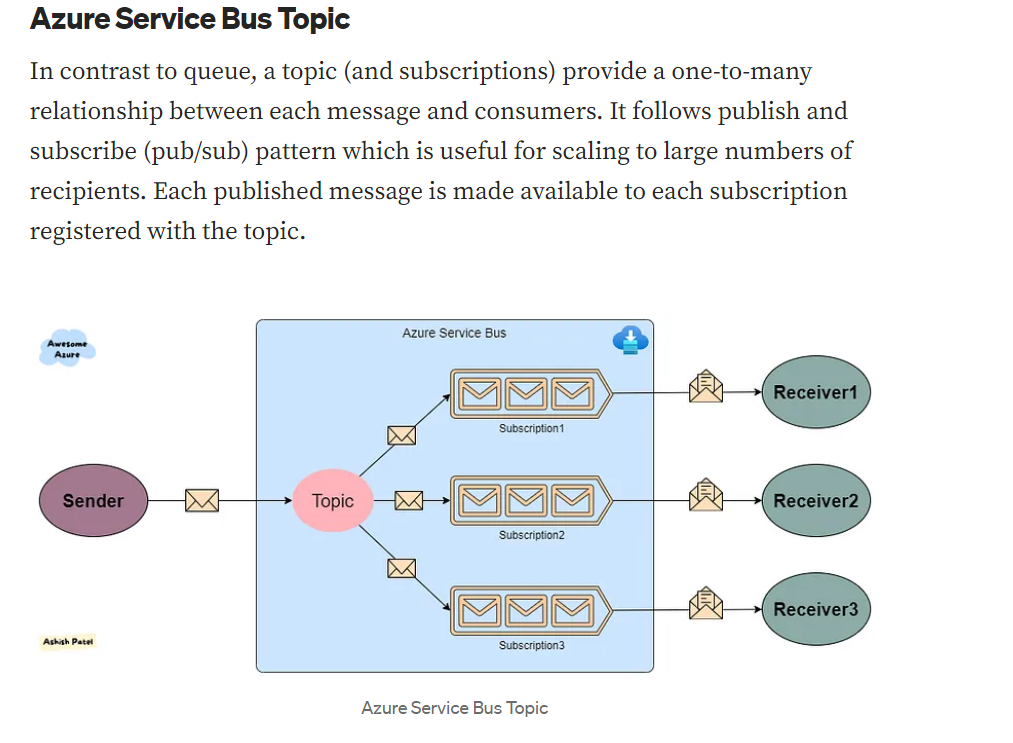 Azure Service Bus Topic
In contrast to queue, a topic (and subscriptions) provide a one-to-many
relationship between each message and consumers. It follows publish and
subscribe (pub/sub) pattern which is useful for scaling to large numbers of
recipients. Each published message is made available to each subscription
registered with the topic.
Awesome
Azure
Azure Service Bus
Subscription1
Receiver1
Sender
Topic
Subscription2
Receiver2
Subscription3
Receiver3
Ashish Patel
Azure Service Bus Topic